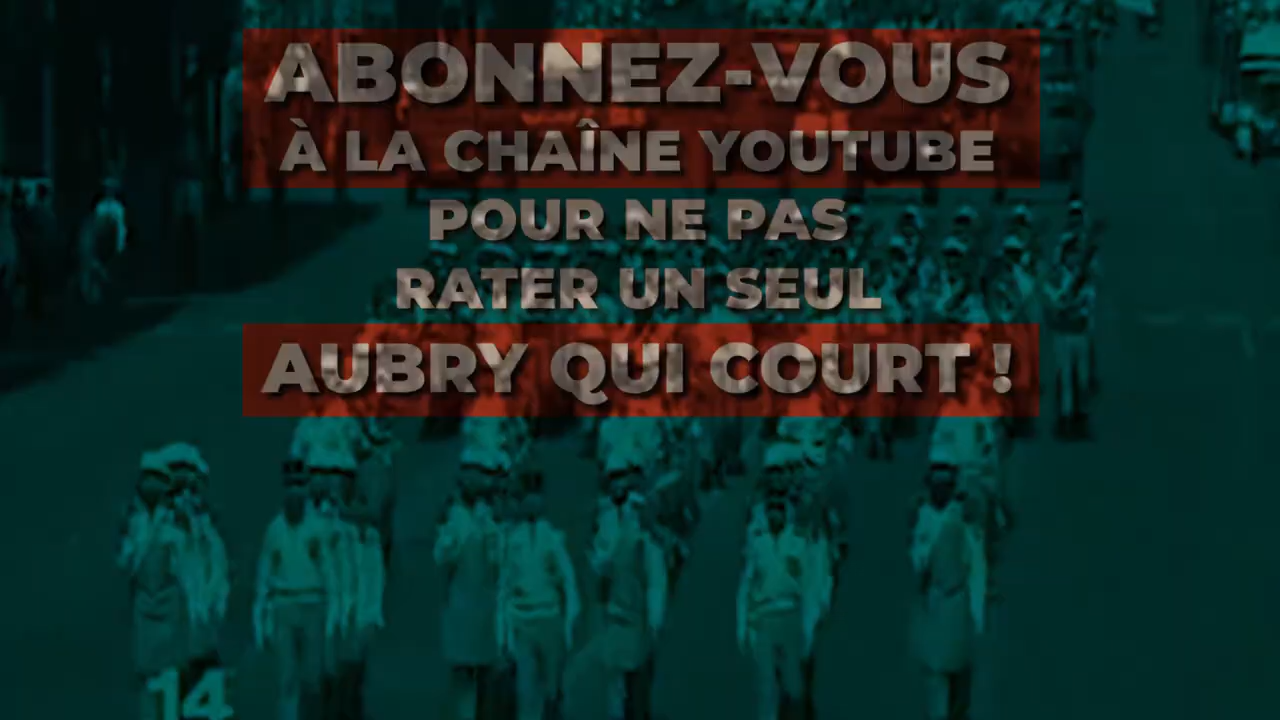 ABONNEZ-VOUS
À LA CHAÎNE YOUTUBE
POUR NE PAS
RATER UN SEUL
AUBRY QUI COURT !
14